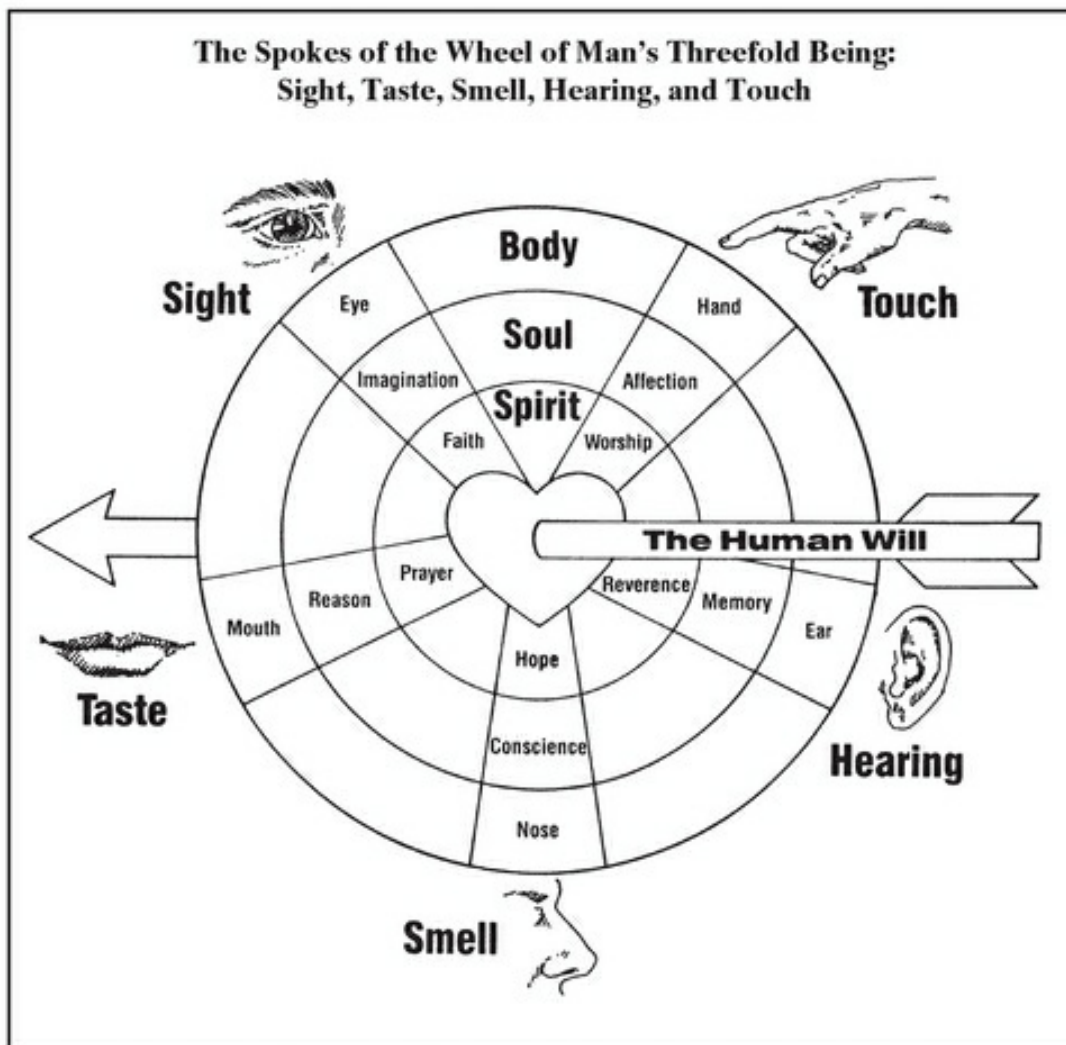 The Spokes of the Wheel of Man's Threefold Being:
Sight, Taste, Smell, Hearing, and Touch
Body
Sight
Eye
Hand
Touch
Soul
Imagination
Affection
Spirit
Faith
Worship
The Human Will
Prayer
Reverence
Reason
Memory
Mouth
Ear
Hope
Taste
Conscience
Hearing
Nose
Smell